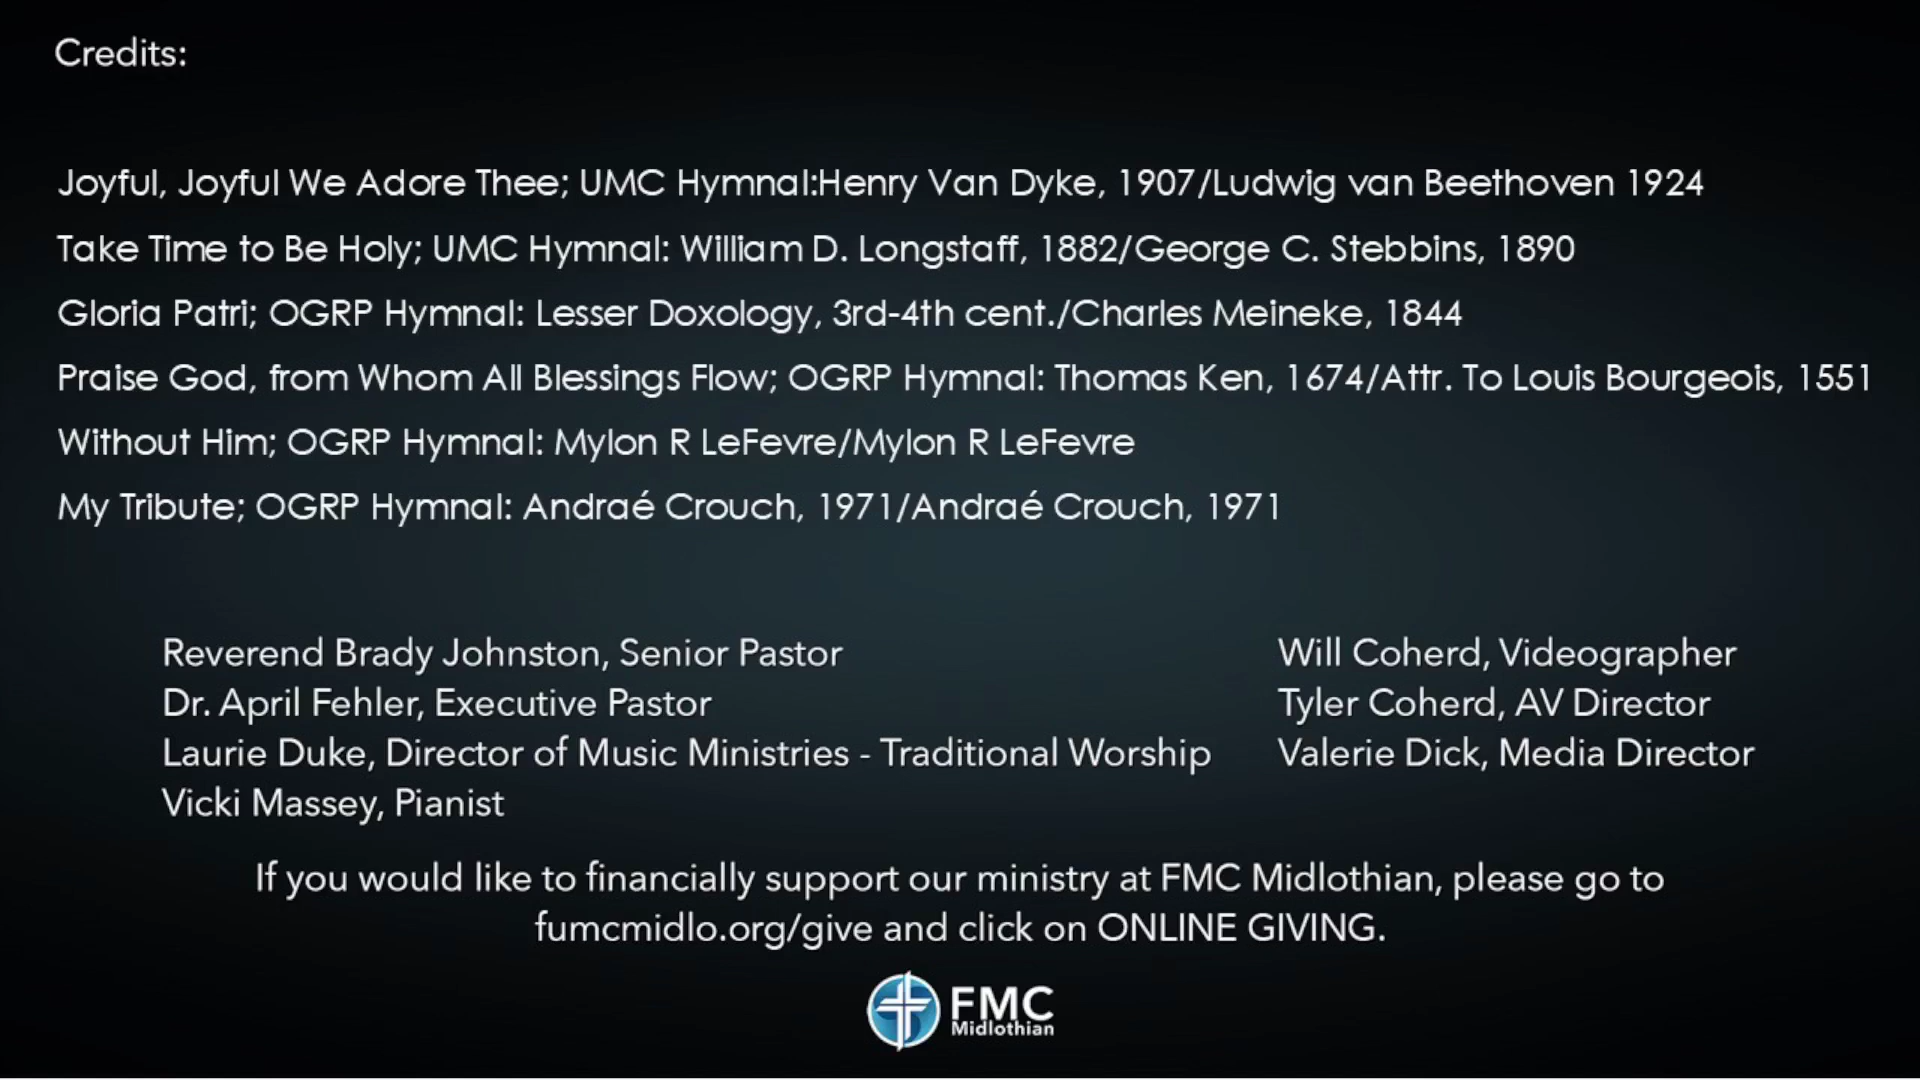 Credits:
Joyful, Joyful We Adore Thee; UMC Hymnal:Henry Van Dyke, 1907/Ludwig van Beethoven 1924
Take Time to Be Holy; UMC Hymnal: William D. Longstaff, 1882/George C. Stebbins, 1890
Gloria Patri; OGRP Hymnal: Lesser Doxology, 3rd-4th cent./Charles Meineke, 1844
Praise God, from Whom All Blessings Flow; OGRP Hymnal: Thomas Ken, 1674/Attr. To Louis Bourgeois, 1551
Without Him; OGRP Hymnal: Mylon R LeFevre/Mylon R LeFevre
My Tribute; OGRP Hymnal: Andraé Crouch, 1971/Andraé Crouch, 1971
Reverend Brady Johnston, Senior Pastor
Dr. April Fehler, Executive Pastor
Laurie Duke, Director of Music Ministries - Traditional Worship
Vicki Massey, Pianist
Will Coherd, Videographer
Tyler Coherd, AV Director
Valerie Dick, Media Director
If you would like to financially support our ministry at FMC Midlothian, please go to
fumcmidlo.org/give and click on ONLINE GIVING.
FMC
Midlothian